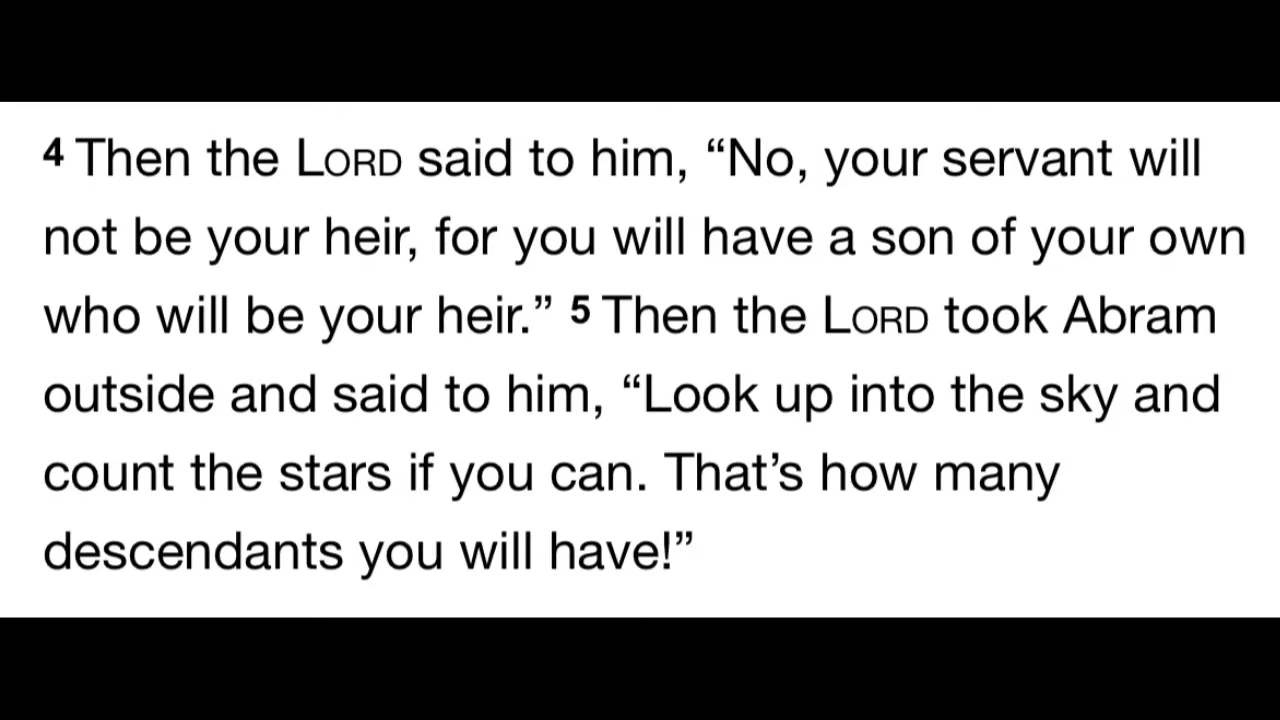 4 Then the LORD said to him, “No, your servant will
not be your heir, for you will have a son of your own
who will be your heir.” 5 Then the LORD took Abram
outside and said to him, “Look up into the sky and
count the stars if you can. That’s how many
descendants you will have!”